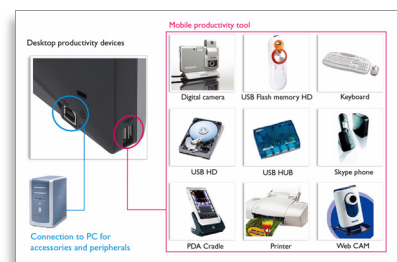 Mobile productivity tool
Desktop productivity devices
Digital camera
USB Flash memory HD
Keyboard
USB HD
USB HUB
Skype phone
Connection to PC for
accessories and peripherals
PDA Cradle
Printer
Web CAM